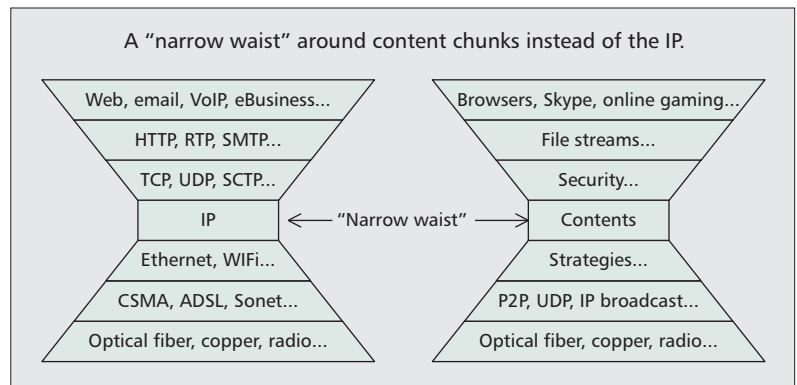 A “narrow waist” around content chunks instead of the IP.
Web, email, VoIP, eBusiness...
HTTP, RTP, SMTP...
TCP, UDP, SCTP...
IP
Ethernet, WIFi...
CSMA, ADSL, Sonet...
Optical fiber, copper, radio...
“Narrow waist”
Browsers, Skype, online gaming...
File streams...
Security...
Contents
Strategies...
P2P, UDP, IP broadcast...
Optical fiber, copper, radio...